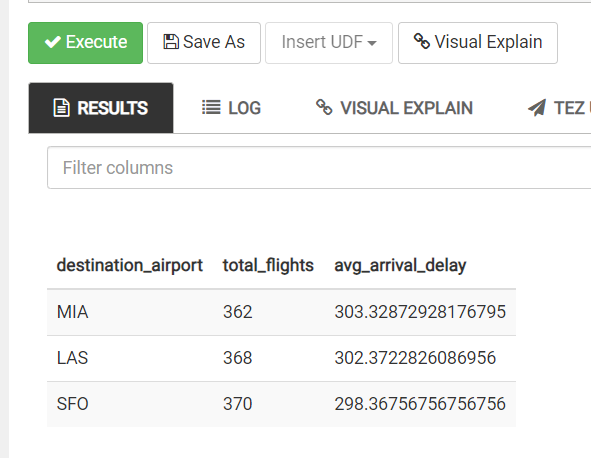 Execute Save As Insert UDF Visual Explain
RESULTS LOG VISUAL EXPLAIN TEZ
Filter columns
destination_airport total_flights avg_arrival_delay
MIA 362 303.32872928176795
LAS 368 302.3722826086956
SFO 370 298.36756756756756